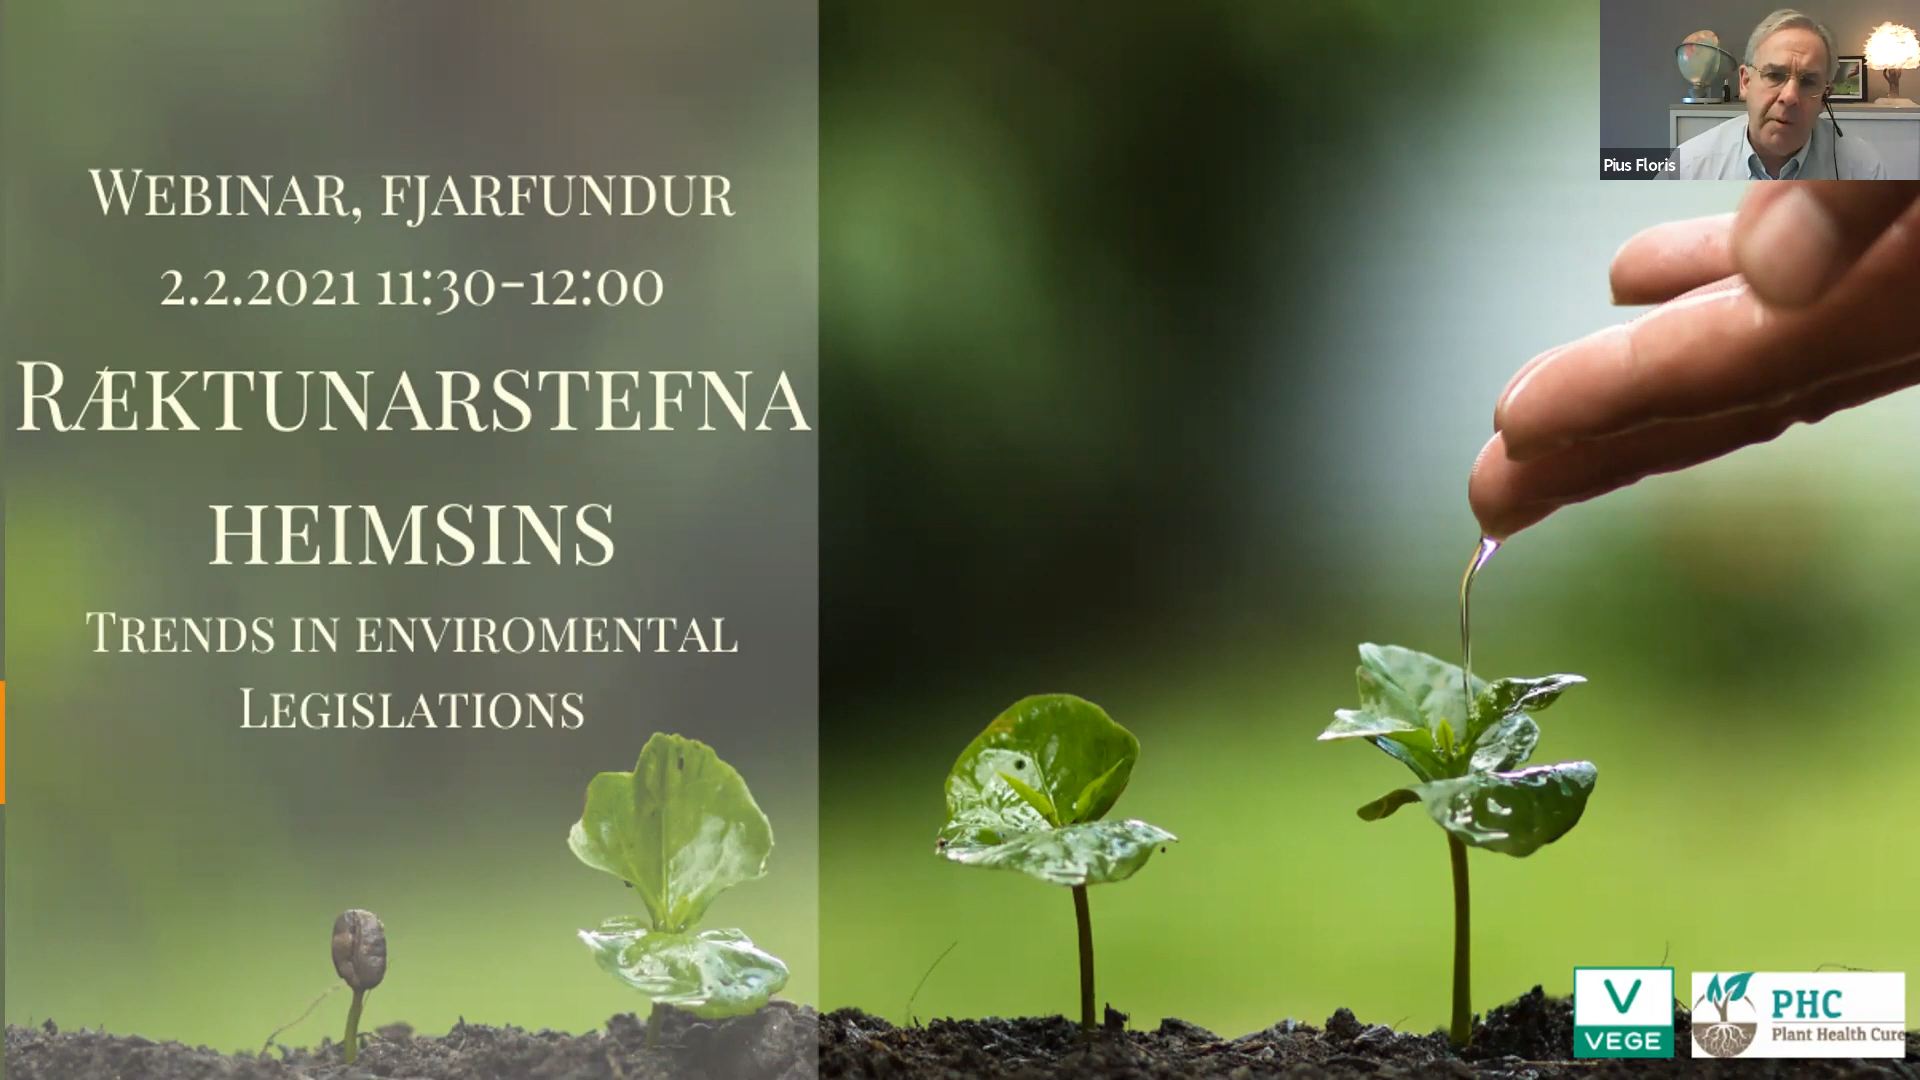 Webinar, fjarfundur
2.2.2021 11:30-12:00
Ræktunarstefna
heimsins
Trends in enviromental
Legislations
Pius Floris
V
VEGE
PHC
Plant Health Cure